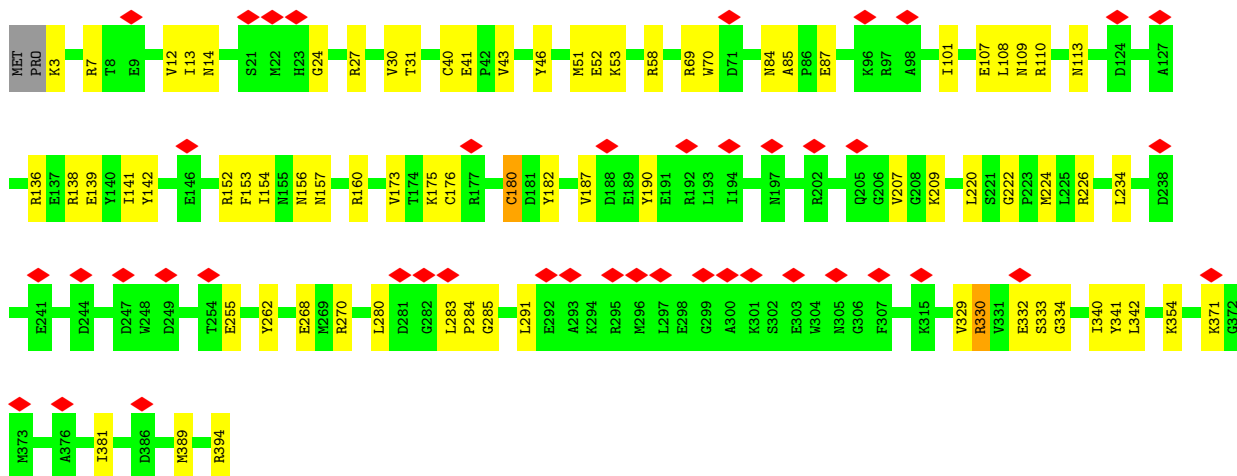 MET PRO K3 R7 T8 E9 V12 I13 N14 S21 M22 H23 G24 R27 V30 T31 C40 E41 P42 V43 Y46 M51 E52 K53 R58 R69 W70 D71 N84 A85 P86 E87 K96 R97 A98 I101 E107 L108 N109 R110 N113 D124 A127
R136 E137 R138 E139 Y140 I141 Y142 E146 R152 F153 I154 N155 N156 N157 R160 V173 T174 K175 C176 R177 C180 D181 Y182 V187 D188 E189 Y190 E191 R192 L193 I194 N197 R202 Q205 G206 V207 G208 K209 L220 S221 G222 P223 M224 L225 R226 L234 D238
E241 D244 D247 W248 D249 T254 E255 Y262 E268 M269 R270 L280 D281 G282 L283 P284 G285 L291 E292 A293 K294 R295 M296 L297 E298 G299 A300 K301 S302 E303 W304 N305 G306 F307 K315 V329 R330 V331 E332 S333 G334 I340 Y341 L342 K354 K371 G372
M373 A376 I381 D386 M389 R394